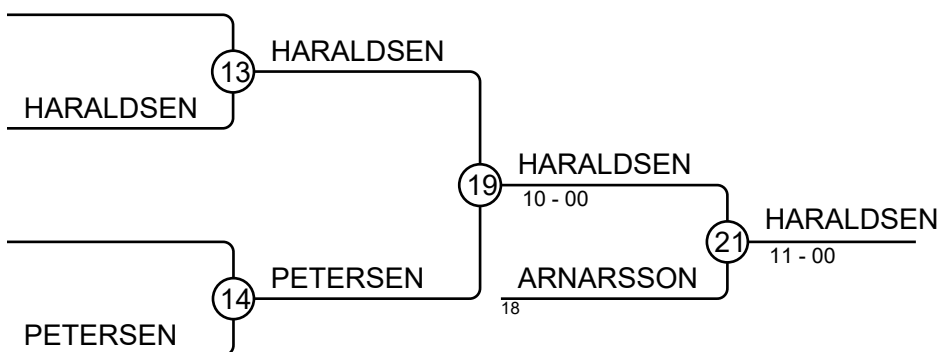 HARALDSEN
13
HARALDSEN
HARALDSEN
19
10 - 00
HARALDSEN
21
11 - 00
PETERSEN
ARNARSSON
14
18
PETERSEN